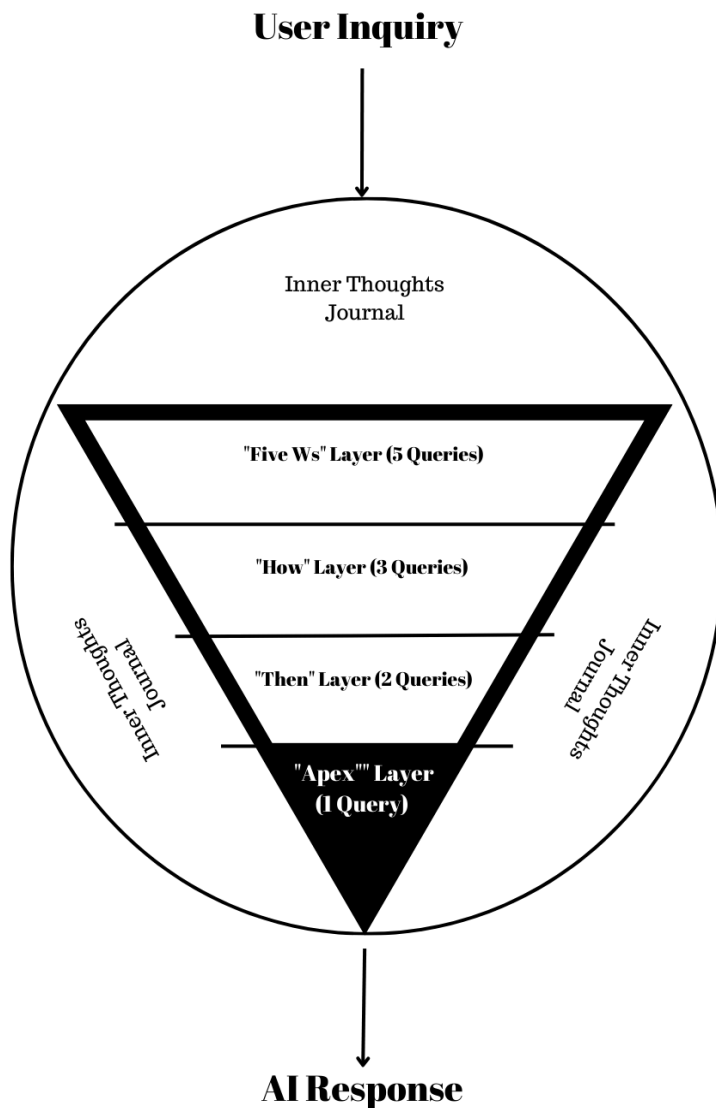 User Inquiry
Inner Thoughts
Journal
"Five Ws" Layer (5 Queries)
"How" Layer (3 Queries)
"Then" Layer (2 Queries)
Inner Thoughts
Journal
Inner Thoughts
Journal
"Apex"" Layer
(1 Query)
AI Response